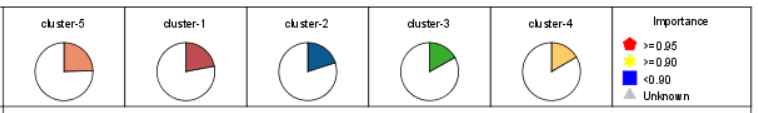 cluster-5
cluster-1
cluster-2
cluster-3
cluster-4
Importance
>=0.95
>=0.90
<0.90
Unknown